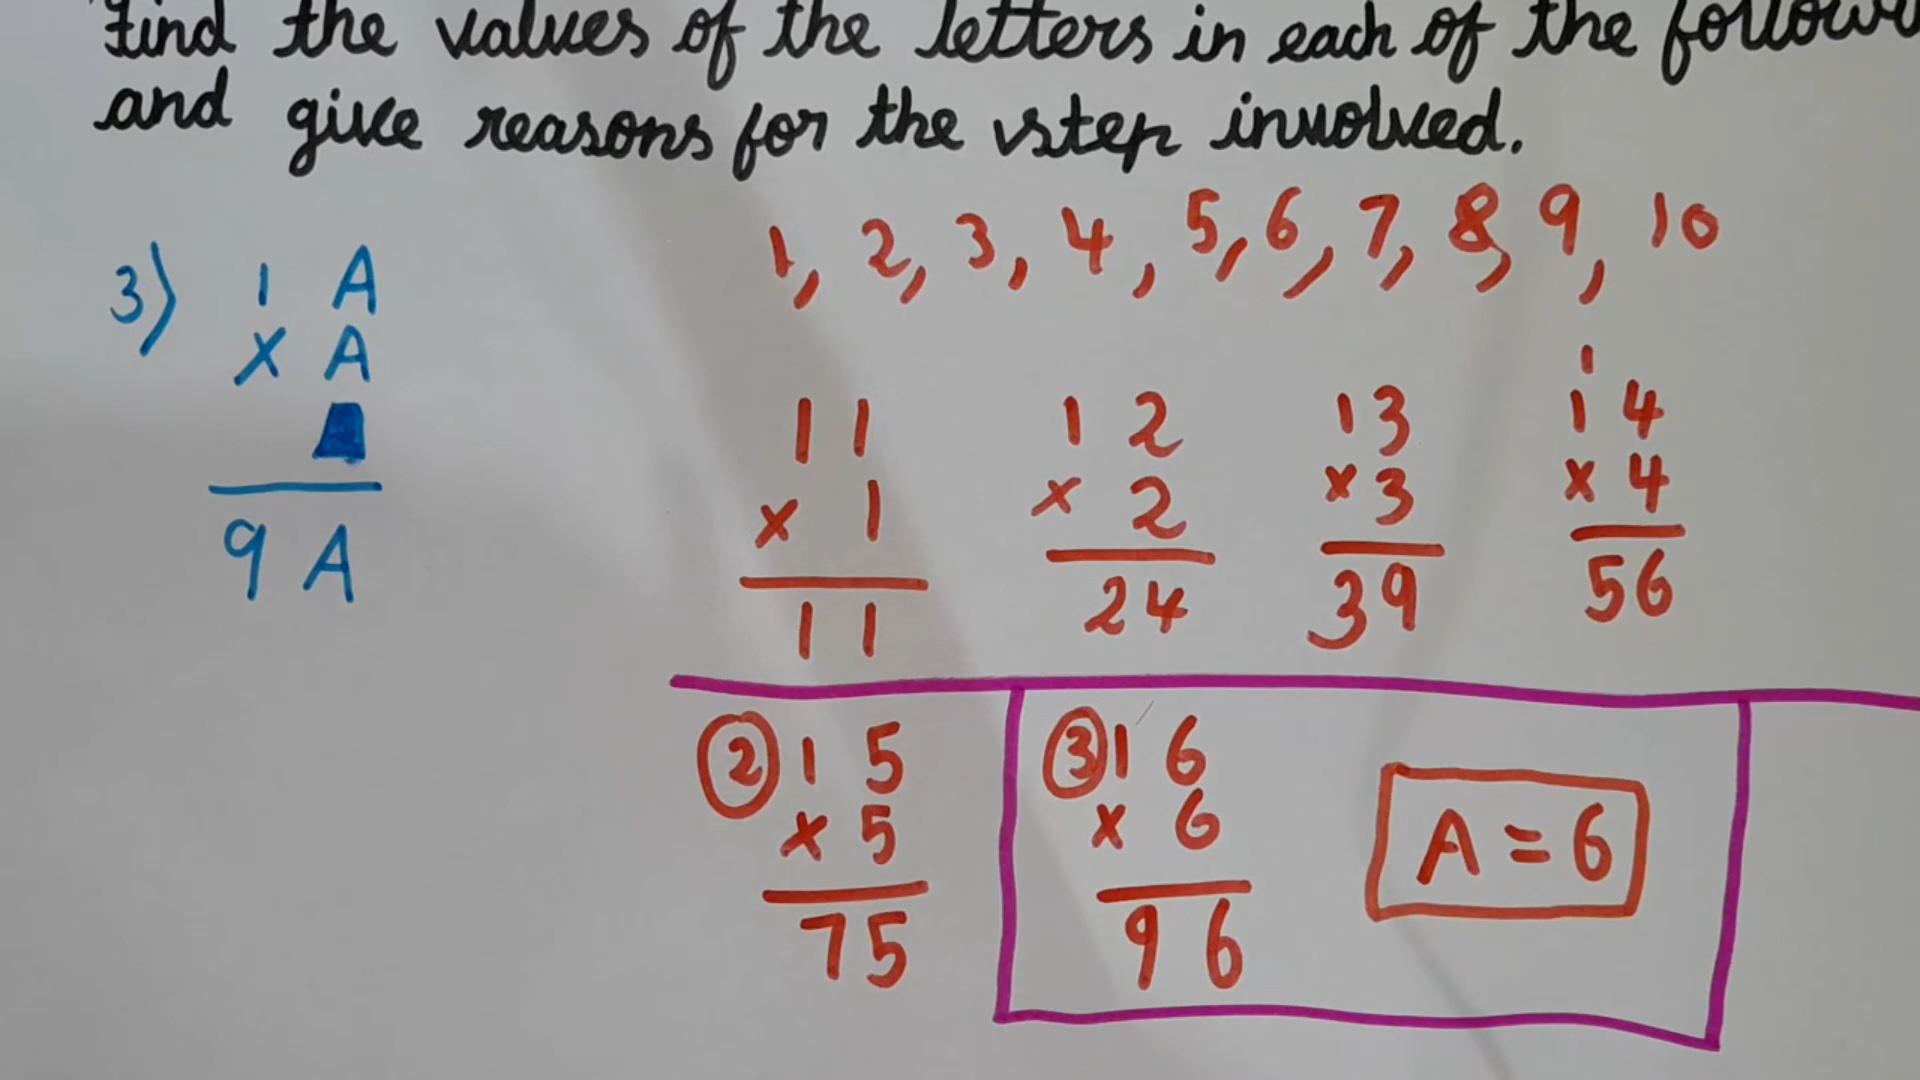 Find the values of the letters in each of the followi
and give reasons for the step involved.
1, 2, 3, 4, 5, 6, 7, 8, 9, 10
3) 1 A
x A
9 A
1 1
x 1
1 1
1 2
x 2
2 4
1 3
x 3
3 9
1
1 4
x 4
5 6
2 1 5
x 5
7 5
3 1 6
x 6
9 6
A = 6